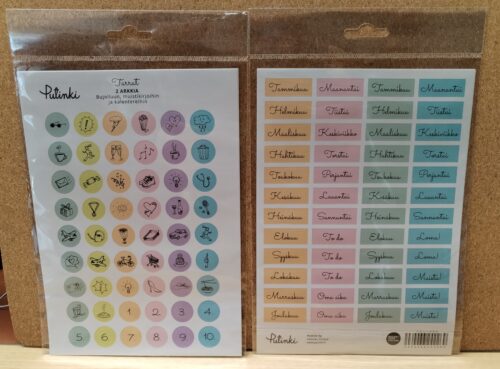 Tarrat
Putinki
2 ARKKIA
Bujoiluun, muistikirjoihin
ja kalentereihin
1. 2 3 4
5. 6 7 8 9 10.
Tammikuu Maanantai Tammikuu Maanantai
Helmikuu Tiistai Helmikuu Tiistai
Maaliskuu Keskiviikko Maaliskuu Keskiviikko
Huhtikuu Torstai Huhtikuu Torstai
Toukokuu Perjantai Toukokuu Perjantai
Kesäkuu Lauantai Kesäkuu Lauantai
Heinäkuu Sunnuntai Heinäkuu Sunnuntai
Elokuu To do Elokuu Loma!
Syyskuu To do Syyskuu Loma!
Lokakuu To do Lokakuu Muista!
Marraskuu Oma aika Marraskuu Muista!
Joulukuu Oma aika Joulukuu Muista!
Putinki